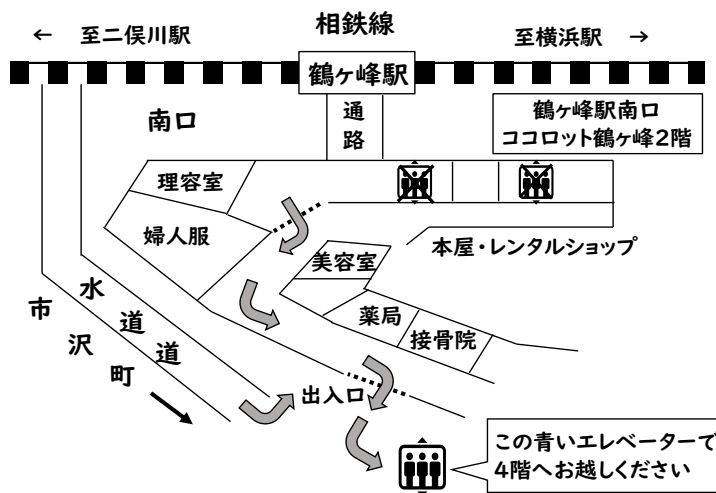 相鉄線
← 至二俣川駅
至横浜駅 →
鶴ヶ峰駅
通路
南口
鶴ヶ峰駅南口
ココロット鶴ヶ峰2階
理容室
婦人服
本屋・レンタルショップ
美容室
薬局
接骨院
水道道
市沢町
出入口
この青いエレベーターで
4階へお越しください